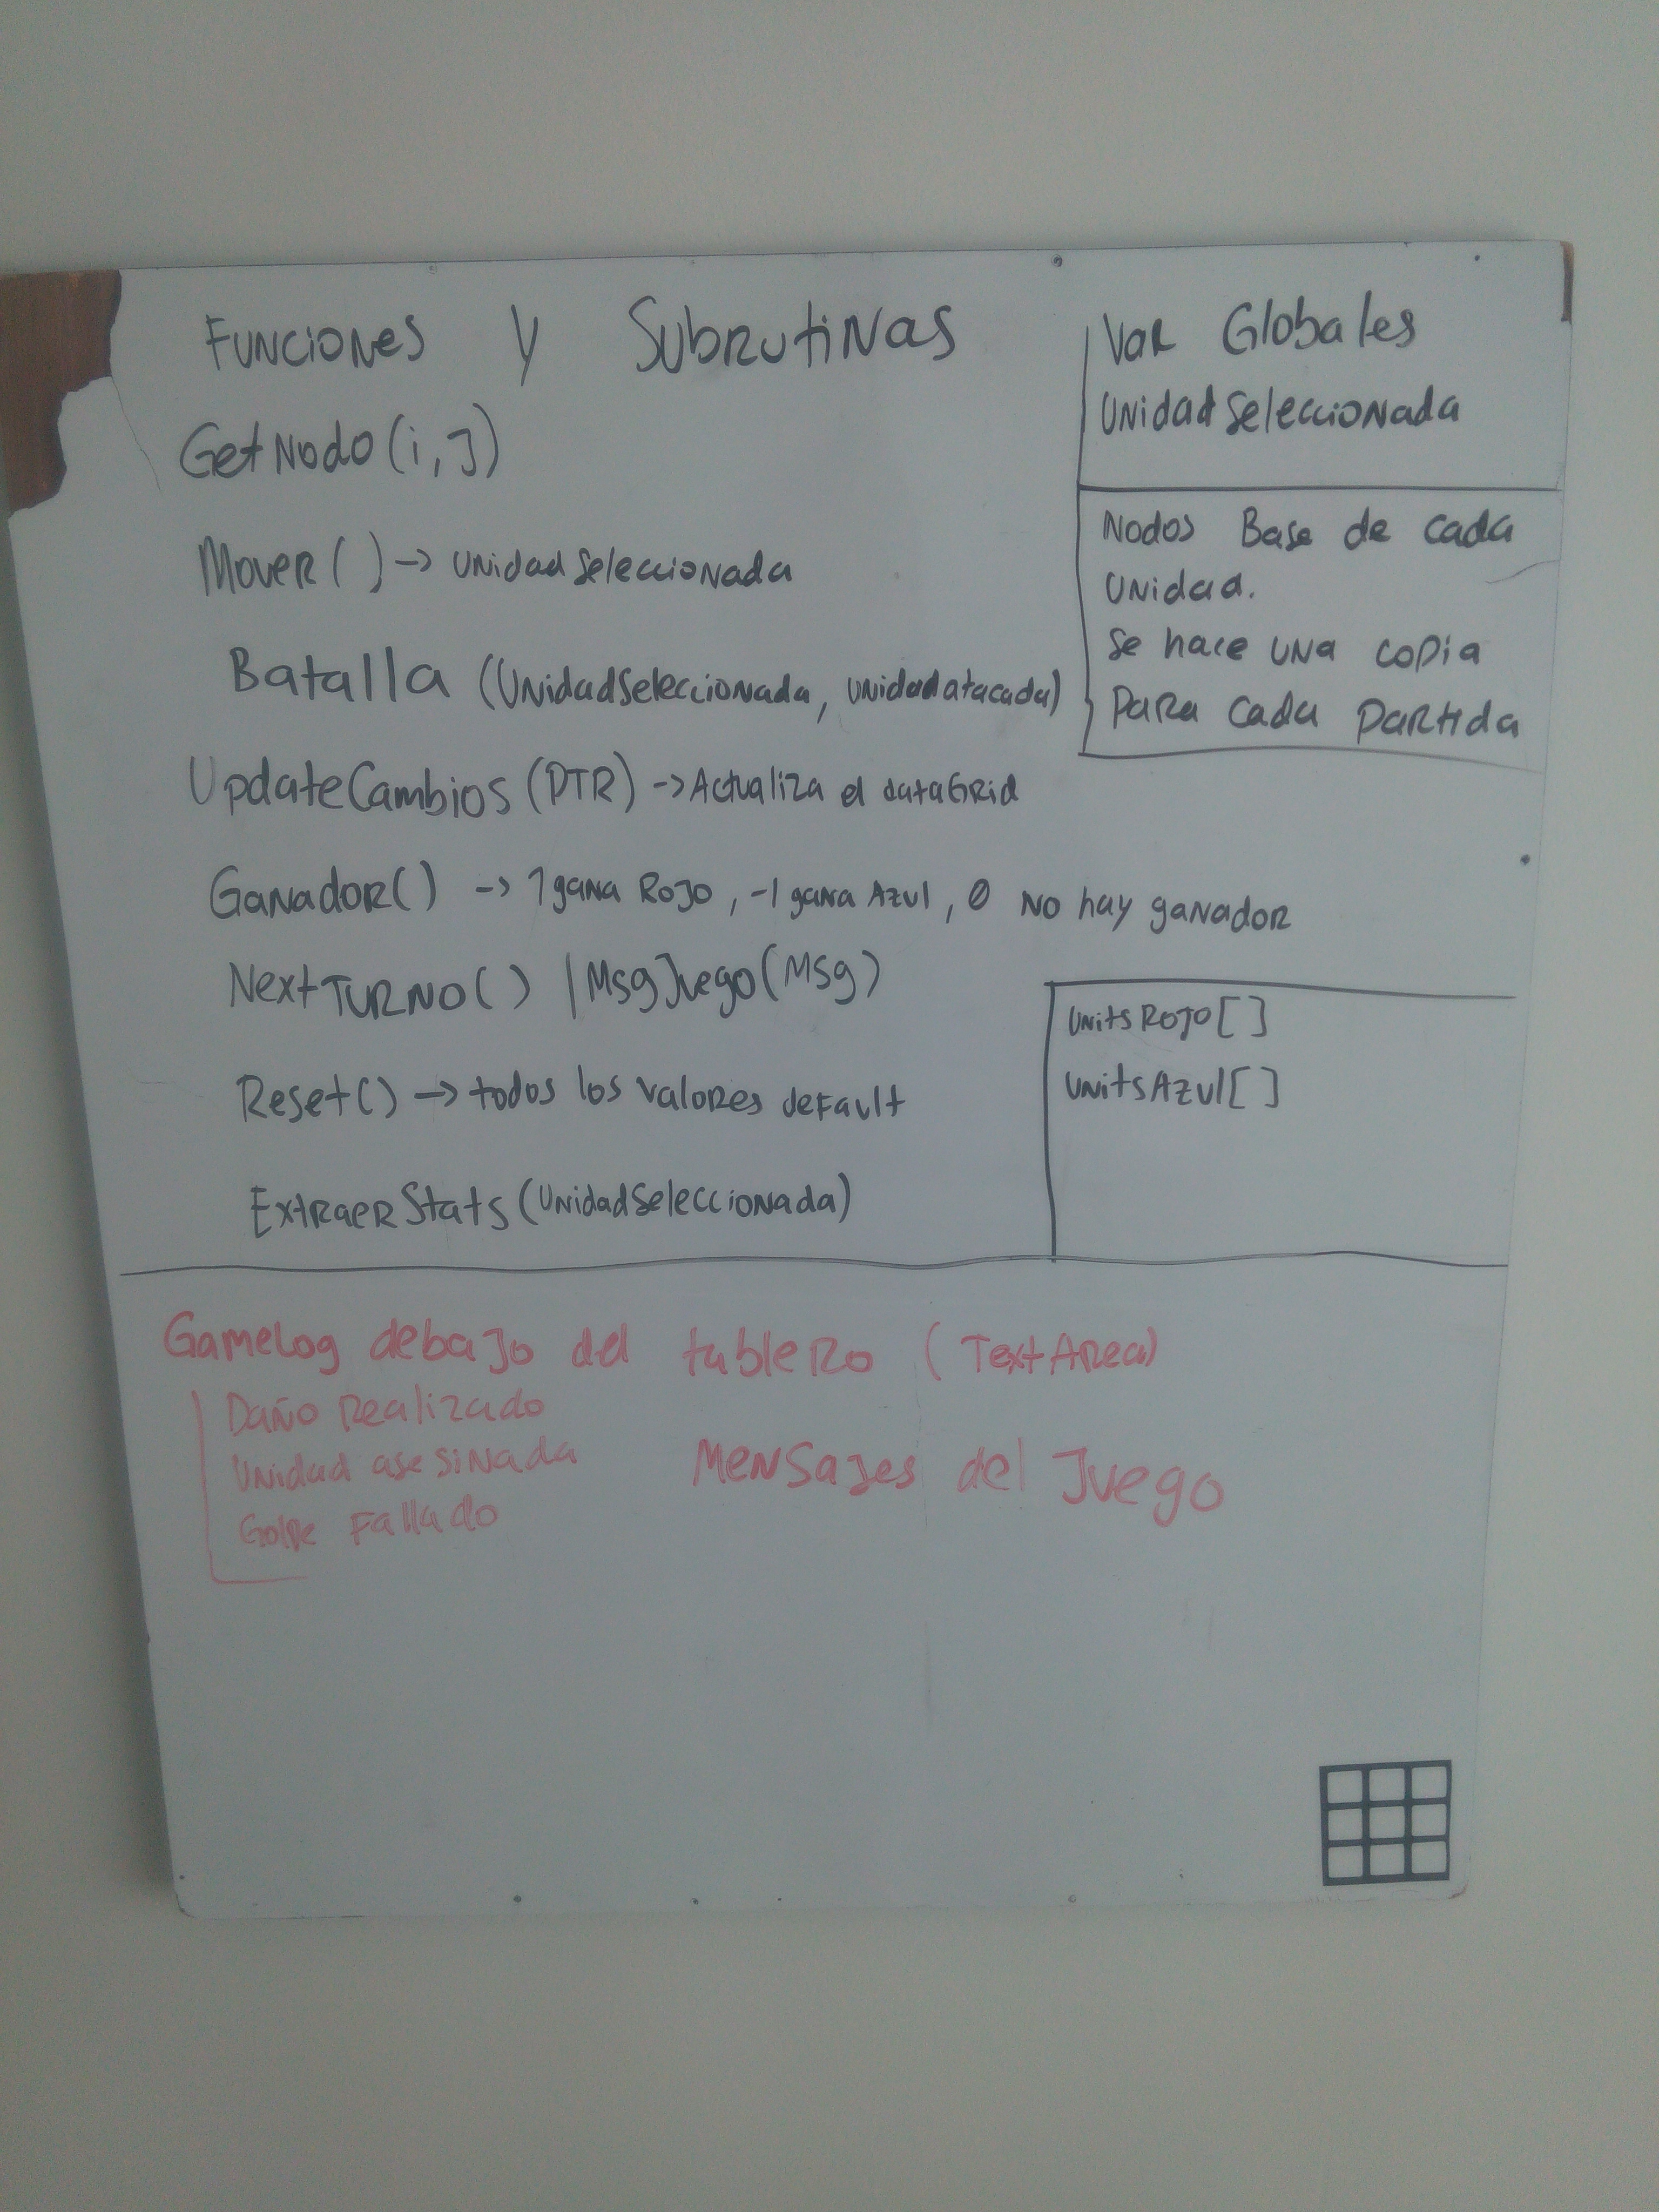 Funciones y Subrutinas
GetNodo(i,J)
Mover( ) -> unidadSeleccionada
Batalla (UnidadSeleccionada, unidadatacada)
UpdateCambios(PTR) -> Actualiza el dataGrid
Ganador() -> 1 gana Rojo, -1 gana Azul, 0 no hay ganador
NextTurno() | MsgJuego(Msg)
Reset() -> todos los valores default
ExtraerStats(UnidadSeleccionada)
Var Globales
UnidadSeleccionada
Nodos Base de cada
unidad.
Se hace una copia
para cada partida
UnitsRojo[ ]
UnitsAzul[ ]
Gamelog debajo del tablero (TextArea)
Daño Realizado
Unidad asesinada
Golpe Fallado
Mensajes del Juego